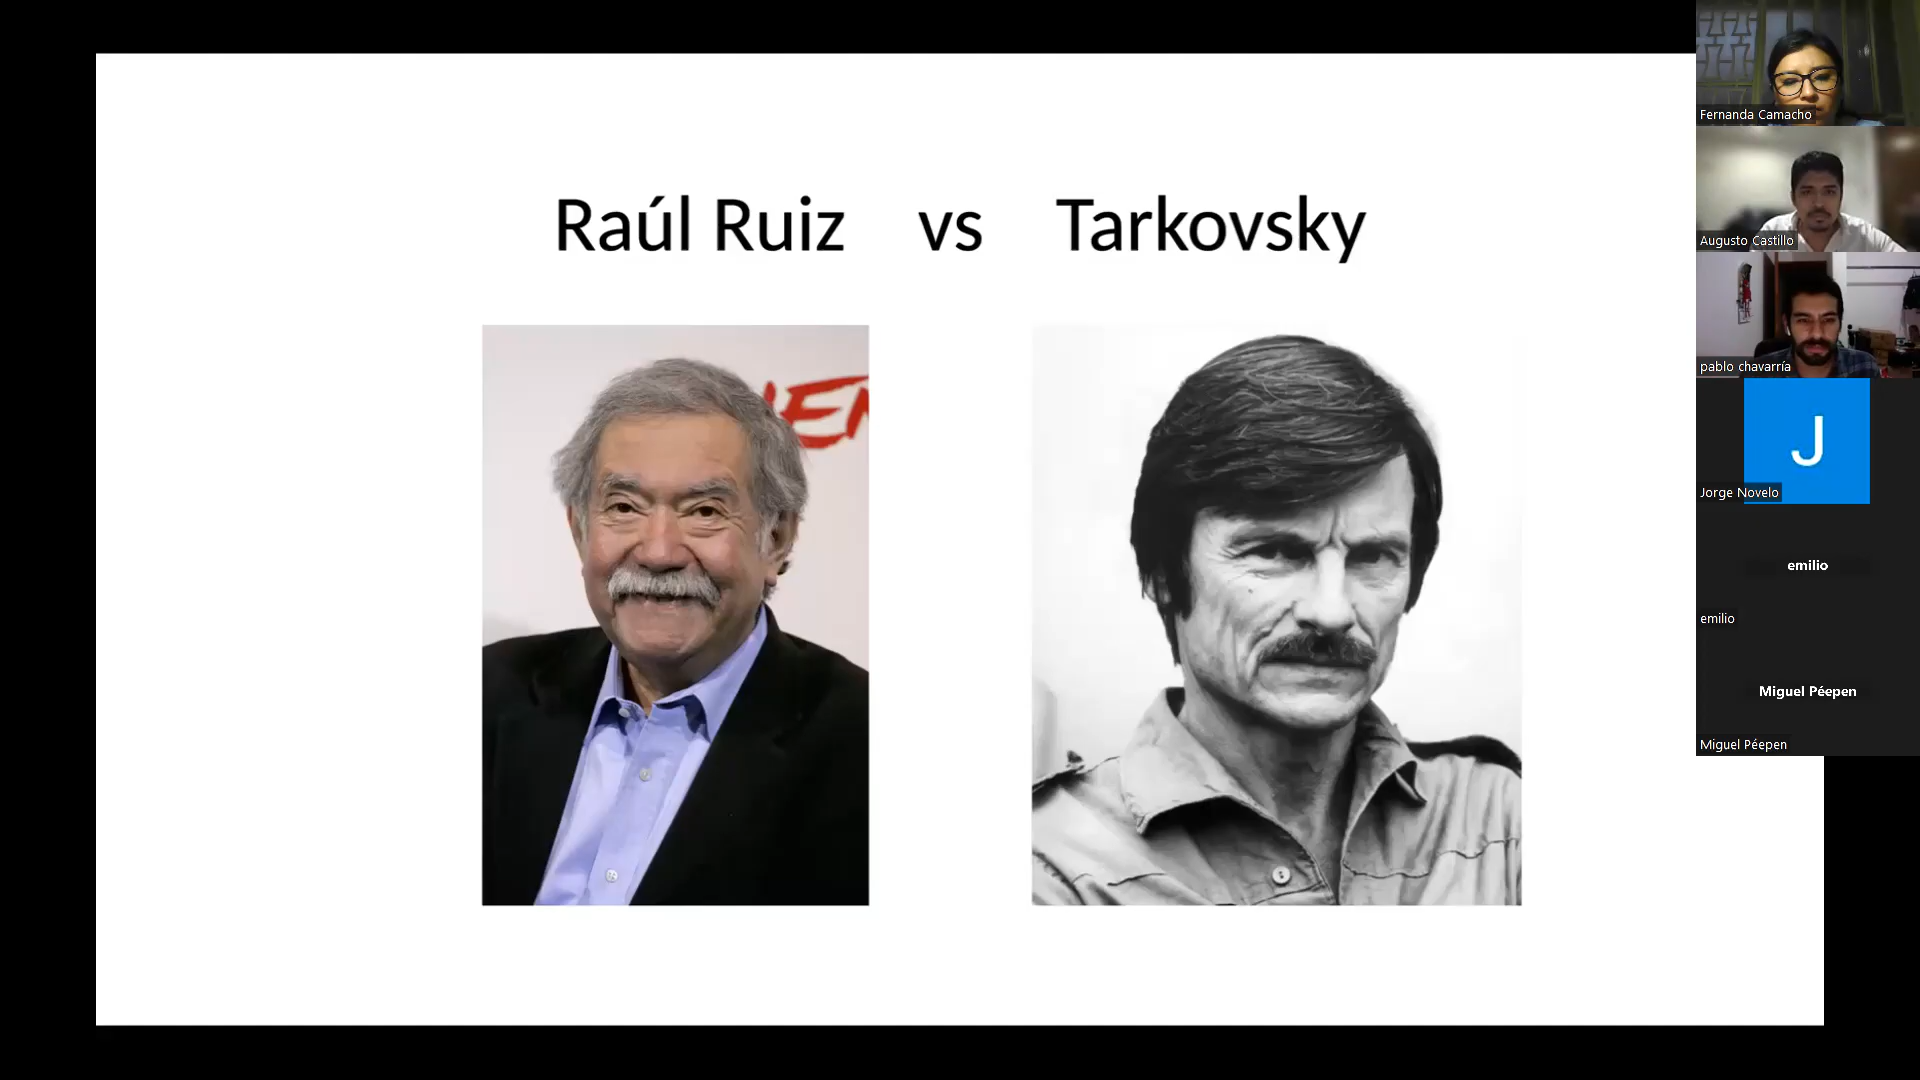 Raúl Ruiz vs Tarkovsky
Fernanda Camacho
Augusto Castillo
pablo chavarría
J
Jorge Novelo
emilio
emilio
Miguel Péepen
Miguel Péepen